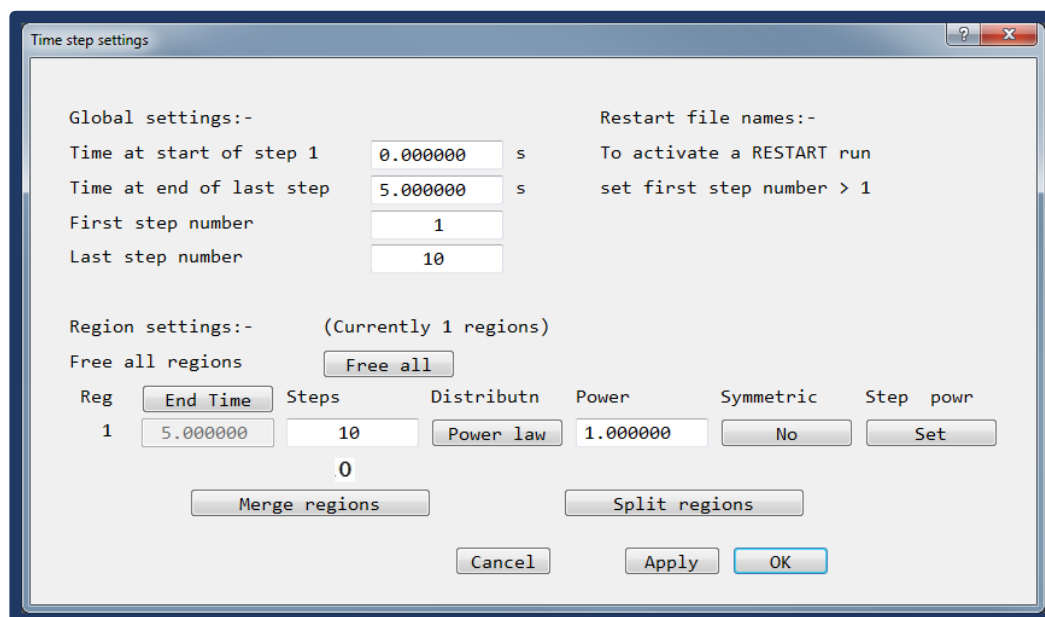 Time step settings
? X
Global settings:- Restart file names:-
Time at start of step 1 0.000000 s To activate a RESTART run
Time at end of last step 5.000000 s set first step number > 1
First step number 1
Last step number 10
Region settings:- (Currently 1 regions)
Free all regions Free all
Reg End Time Steps Distributn Power Symmetric Step powr
1 5.000000 10 Power law 1.000000 No Set
.0
Merge regions Split regions
Cancel Apply OK